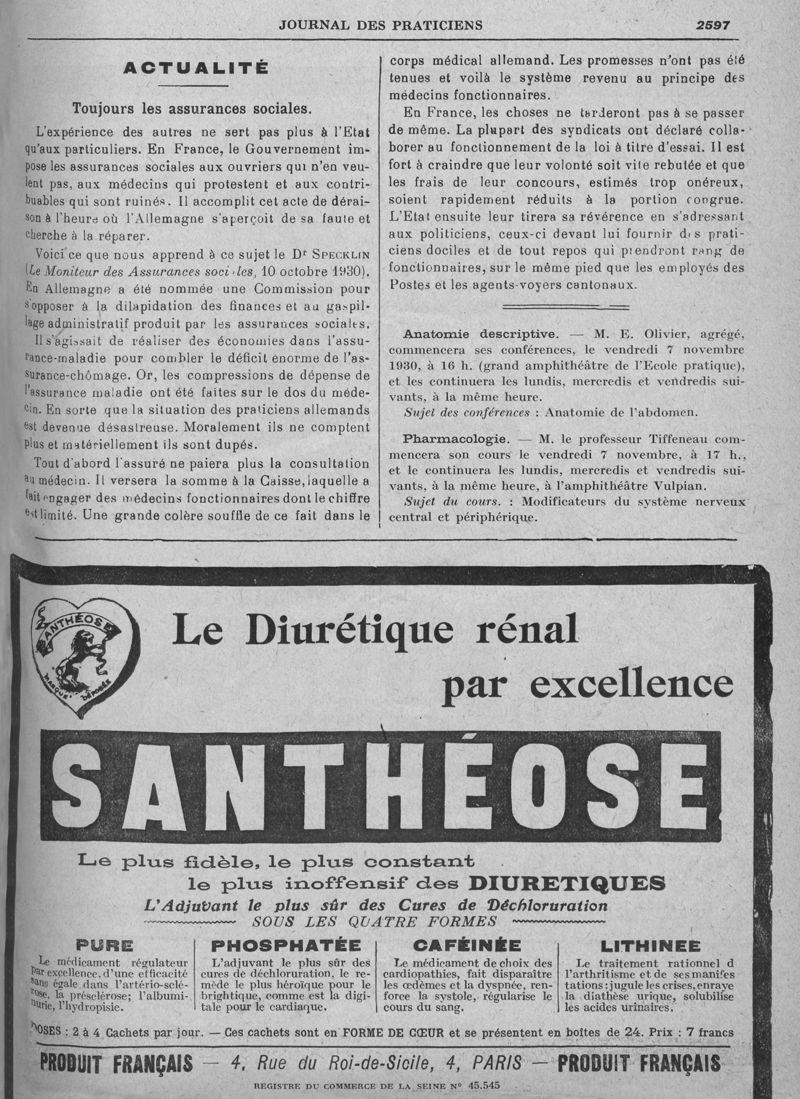 JOURNAL DES PRATICIENS 2597
ACTUALITÉ
Toujours les assurances sociales.
L'expérience des autres ne sert pas plus à l'Etat
qu'aux particuliers. En France, le Gouvernement im-
pose les assurances sociales aux ouvriers qui n'en veu-
lent pas, aux médecins qui protestent et aux contri-
buables qui sont ruinés. Il accomplit cet acte de dérai-
son à l'heure où l'Allemagne s'aperçoit de sa faute et
cherche à la réparer.
Voici ce que nous apprend à ce sujet le Dr SPECKLIN
(Le Moniteur des Assurances sociales, 10 octobre 1930).
En Allemagne a été nommée une Commission pour
s'opposer à la dilapidation des finances et au gaspil-
lage administratif produit par les assurances sociales.
Il s'agissait de réaliser des économies dans l'assu-
rance-maladie pour combler le déficit énorme de l'as-
surance-chômage. Or, les compressions de dépense de
l'assurance maladie ont été faites sur le dos du méde-
cin. En sorte que la situation des praticiens allemands
est devenue désastreuse. Moralement ils ne comptent
plus et matériellement ils sont dupés.
Tout d'abord l'assuré ne paiera plus la consultation
au médecin. Il versera la somme à la Caisse, laquelle a
fait engager des médecins fonctionnaires dont le chiffre
est limité. Une grande colère souffle de ce fait dans le
corps médical allemand. Les promesses n'ont pas été
tenues et voilà le système revenu au principe des
médecins fonctionnaires.
En France, les choses ne tarderont pas à se passer
de même. La plupart des syndicats ont déclaré colla-
borer au fonctionnement de la loi à titre d'essai. Il est
fort à craindre que leur volonté soit vite rebutée et que
les frais de leur concours, estimés trop onéreux,
soient rapidement réduits à la portion congrue.
L'Etat ensuite leur tirera sa révérence en s'adressant
aux politiciens, ceux-ci devant lui fournir des prati-
ciens dociles et de tout repos qui prendront rang de
fonctionnaires, sur le même pied que les employés des
Postes et les agents-voyers cantonaux.
Anatomie descriptive. — M. E. Olivier, agrégé,
commencera ses conférences, le vendredi 7 novembre
1930, à 16 h. (grand amphithéâtre de l'Ecole pratique),
et les continuera les lundis, mercredis et vendredis sui-
vants, à la même heure.
Sujet des conférences : Anatomie de l'abdomen.
Pharmacologie. — M. le professeur Tiffeneau com-
mencera son cours le vendredi 7 novembre, à 17 h.,
et le continuera les lundis, mercredis et vendredis sui-
vants, à la même heure, à l'amphithéâtre Vulpian.
Sujet du cours. : Modificateurs du système nerveux
central et périphérique.
SANTHÉOSE
MARQUE DÉPOSÉE
Le Diurétique rénal
par excellence
SANTHÉOSE
Le plus fidèle, le plus constant
le plus inoffensif des DIURETIQUES
L'Adjuvant le plus sûr des Cures de Déchloruration
SOUS LES QUATRE FORMES
PURE
Le médicament régulateur
par excellence, d'une efficacité
sans égale dans l'artério-sclé-
rose, la présclérose; l'albumi-
nurie, l'hydropisie.
PHOSPHATÉE
L'adjuvant le plus sûr des
cures de déchloruration, le re-
mède le plus héroïque pour le
brightique, comme est la digi-
tale pour le cardiaque.
CAFÉINÉE
Le médicament de choix des
cardiopathies, fait disparaître
les œdèmes et la dyspnée, ren-
force la systole, régularise le
cours du sang.
LITHINEE
Le traitement rationnel d
l'arthritisme et de ses manifes
tations; jugule les crises, enraye
la diathèse urique, solubilise
les acides urinaires.
DOSES : 2 à 4 Cachets par jour. — Ces cachets sont en FORME DE CŒUR et se présentent en boîtes de 24. Prix : 7 francs
PRODUIT FRANÇAIS — 4, Rue du Roi-de-Sicile, 4, PARIS — PRODUIT FRANÇAIS
REGISTRE DU COMMERCE DE LA SEINE N° 45.545